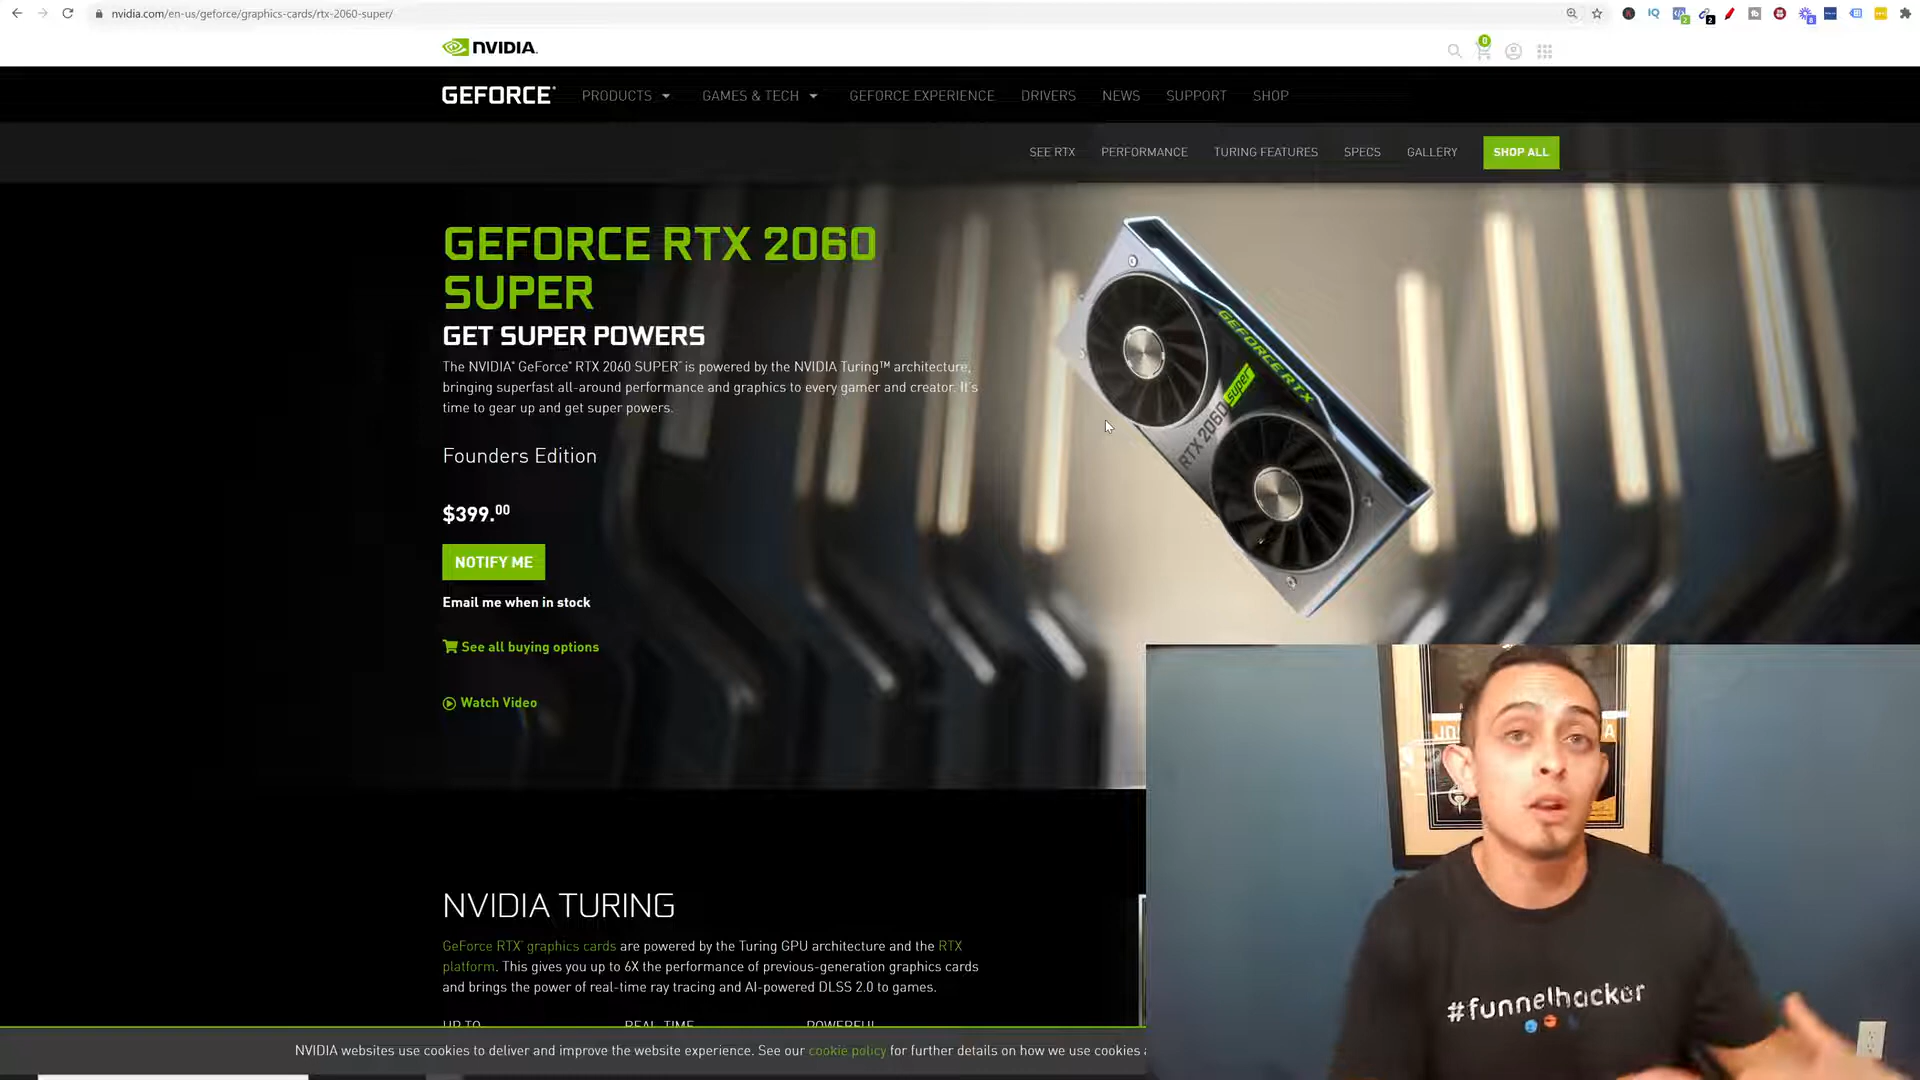 nvidia.com/en-us/geforce/graphics-cards/rtx-2060-super/
NVIDIA.
0
GEFORCE
PRODUCTS
GAMES & TECH
GEFORCE EXPERIENCE
DRIVERS
NEWS
SUPPORT
SHOP
SEE RTX
PERFORMANCE
TURING FEATURES
SPECS
GALLERY
SHOP ALL
GEFORCE RTX 2060
SUPER
GET SUPER POWERS
The NVIDIA® GeForce® RTX 2060 SUPER™ is powered by the NVIDIA Turing™ architecture,
bringing superfast all-around performance and graphics to every gamer and creator. It's
time to gear up and get super powers.
Founders Edition
$399.00
NOTIFY ME
Email me when in stock
See all buying options
Watch Video
GEFORCE RTX
RTX 2060 SUPER
NVIDIA TURING
GeForce RTX™ graphics cards are powered by the Turing GPU architecture and the RTX
platform. This gives you up to 6X the performance of previous-generation graphics cards
and brings the power of real-time ray tracing and AI-powered DLSS 2.0 to games.
UP TO
REAL-TIME
POWERFUL
NVIDIA websites use cookies to deliver and improve the website experience. See our cookie policy for further details on how we use cookies
#funnelhacker